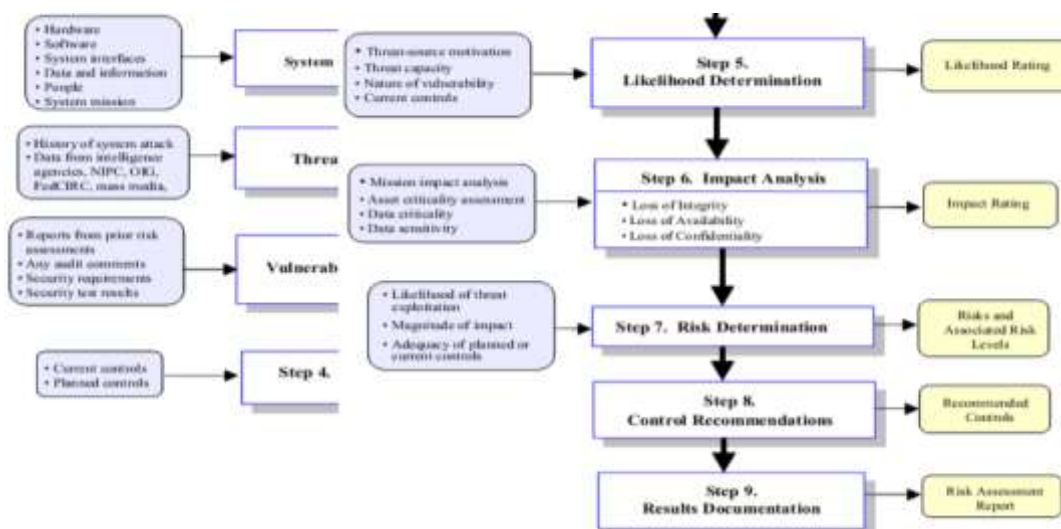 • Hardware
• Software
• System interfaces
• Data and information
• People
• System mission
System
• History of system attack
• Data from intelligence
agencies, NIPC, OIG,
FedCIRC, mass media,
Threa
• Reports from prior risk
assessments
• Any audit comments
• Security requirements
• Security test results
Vulnerab
• Current controls
• Planned controls
Step 4.
• Threat-source motivation
• Threat capacity
• Nature of vulnerability
• Current controls
Step 5.
Likelihood Determination
Likelihood Rating
• Mission impact analysis
• Asset criticality assessment
• Data criticality
• Data sensitivity
Step 6. Impact Analysis
• Loss of Integrity
• Loss of Availability
• Loss of Confidentiality
Impact Rating
• Likelihood of threat
exploitation
• Magnitude of impact
• Adequacy of planned or
current controls
Step 7. Risk Determination
Risks and
Associated Risk
Levels
Step 8.
Control Recommendations
Recommended
Controls
Step 9.
Results Documentation
Risk Assessment
Report